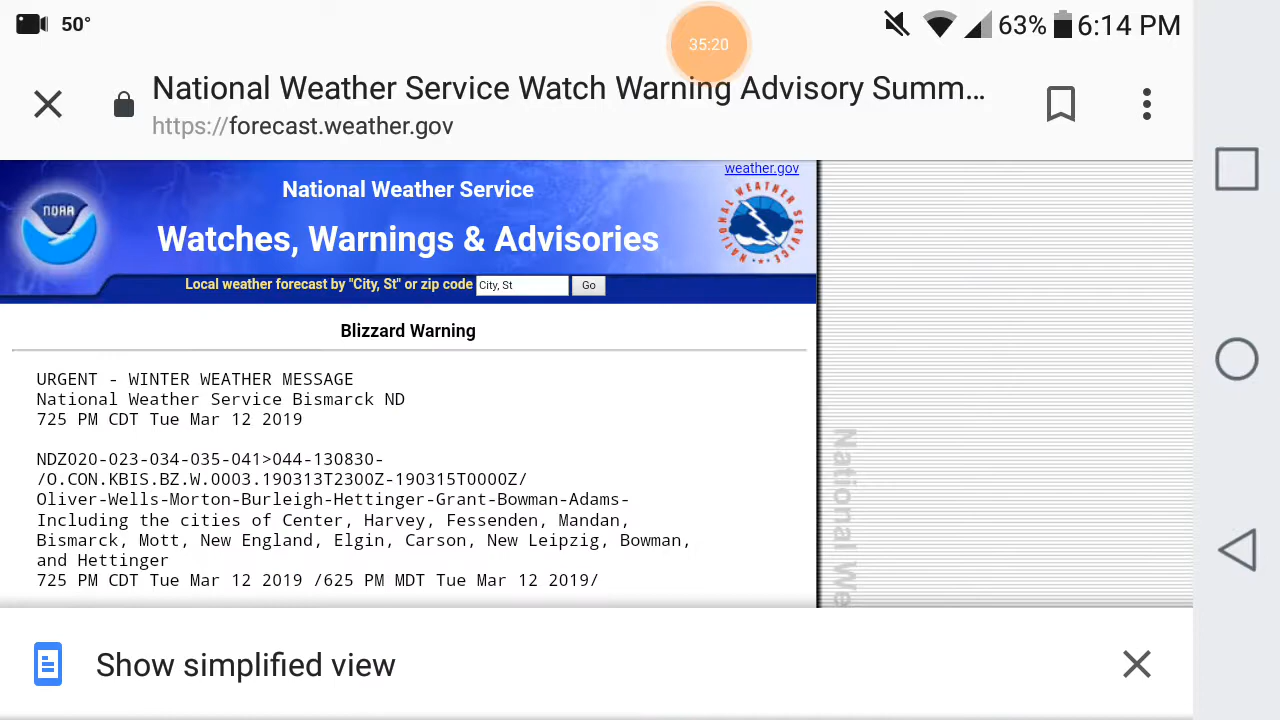 50°
35:20
63%
6:14 PM
National Weather Service Watch Warning Advisory Summ...
https://forecast.weather.gov
weather.gov
NOAA
National Weather Service
Watches, Warnings & Advisories
NATIONAL WEATHER SERVICE
Local weather forecast by "City, St" or zip code City, St Go
Blizzard Warning
URGENT - WINTER WEATHER MESSAGE
National Weather Service Bismarck ND
725 PM CDT Tue Mar 12 2019
NDZ020-023-034-035-041>044-130830-
/O.CON.KBIS.BZ.W.0003.190313T2300Z-190315T0000Z/
Oliver-Wells-Morton-Burleigh-Hettinger-Grant-Bowman-Adams-
Including the cities of Center, Harvey, Fessenden, Mandan,
Bismarck, Mott, New England, Elgin, Carson, New Leipzig, Bowman,
and Hettinger
725 PM CDT Tue Mar 12 2019 /625 PM MDT Tue Mar 12 2019/
National We
Show simplified view